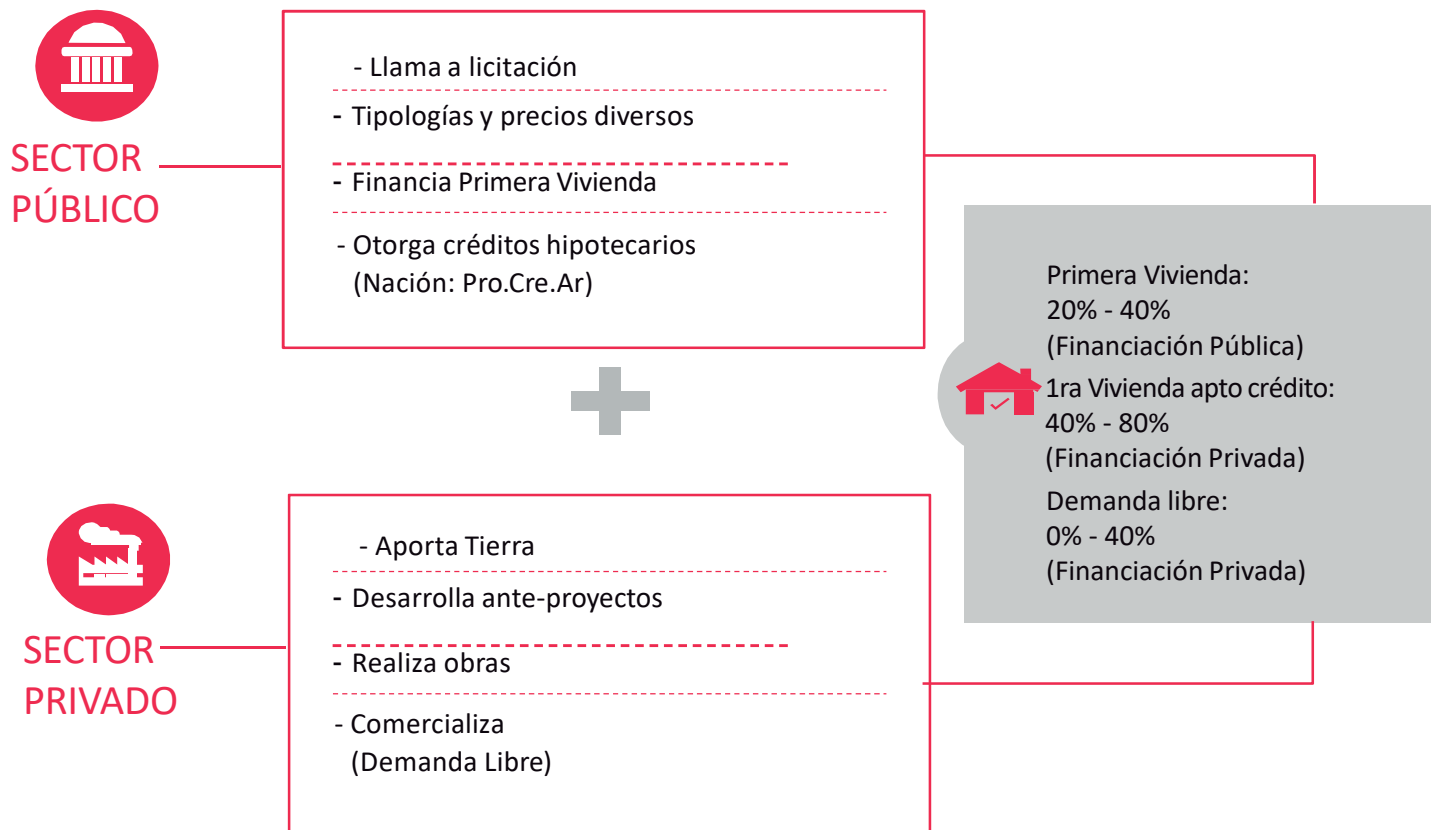 SECTOR
PÚBLICO
- Llama a licitación
- Tipologías y precios diversos
- Financia Primera Vivienda
- Otorga créditos hipotecarios
(Nación: Pro.Cre.Ar)
SECTOR
PRIVADO
- Aporta Tierra
- Desarrolla ante-proyectos
- Realiza obras
- Comercializa
(Demanda Libre)
Primera Vivienda:
20% - 40%
(Financiación Pública)
1ra Vivienda apto crédito:
40% - 80%
(Financiación Privada)
Demanda libre:
0% - 40%
(Financiación Privada)